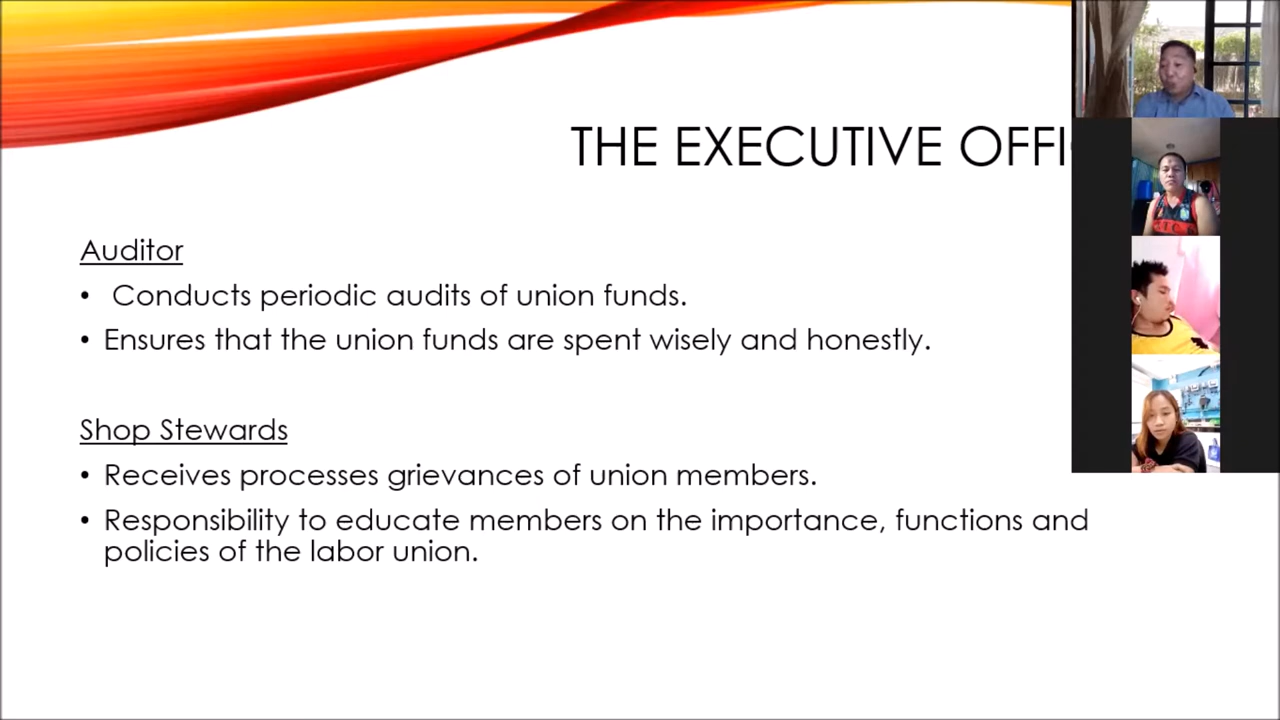 THE EXECUTIVE
Auditor
• Conducts periodic audits of union funds.
• Ensures that the union funds are spent wisely and honestly.
Shop Stewards
• Receives processes grievances of union members.
• Responsibility to educate members on the importance, functions and
policies of the labor union.